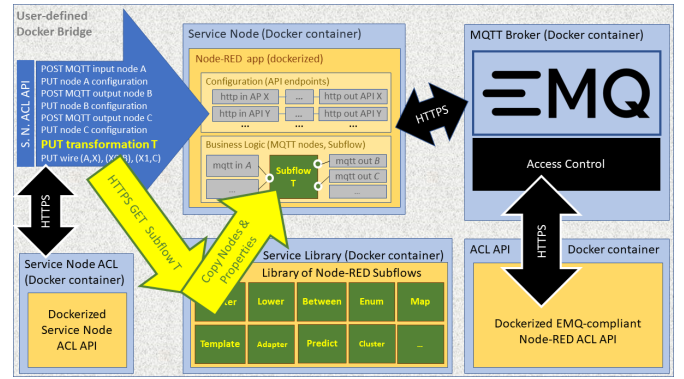 User-defined
Docker Bridge
S. N. ACL API
POST MQTT input node A
PUT node A configuration
POST MQTT output node B
PUT node B configuration
POST MQTT output node C
PUT node C configuration
PUT transformation T
PUT wire (A,X), (X0,B), (X1,C)
HTTPS
HTTPS GET Subflow T
Copy Nodes &
Properties
Service Node ACL
(Docker container)
Dockerized
Service Node
ACL API
Service Node (Docker container)
Node-RED app (dockerized)
Configuration (API endpoints)
http in AP X
...
http out API X
http in API Y
...
http out API Y
...
...
Business Logic (MQTT nodes, Subflow)
mqtt in A
...
Subflow
T
mqtt out B
mqtt out C
...
HTTPS
MQTT Broker (Docker container)
EMQ
Access Control
HTTPS
Service Library (Docker container)
Library of Node-RED Subflows
Lower
Between
Enum
Map
Template
Adapter
Predict
Cluster
...
ACL API
Docker container
Dockerized EMQ-compliant
Node-RED ACL API